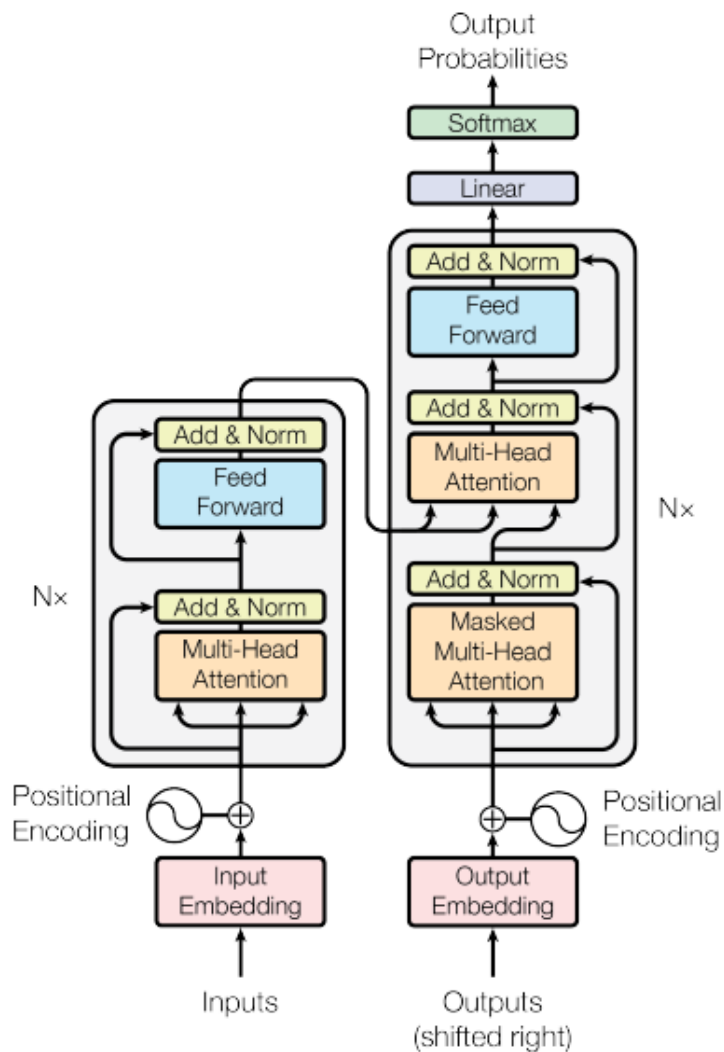 Output
Probabilities
Softmax
Linear
Add & Norm
Feed
Forward
Add & Norm
Multi-Head
Attention
Add & Norm
Masked
Multi-Head
Attention
N×
Add & Norm
Feed
Forward
Add & Norm
Multi-Head
Attention
N×
Positional
Encoding
Positional
Encoding
Input
Embedding
Output
Embedding
Inputs
Outputs
(shifted right)